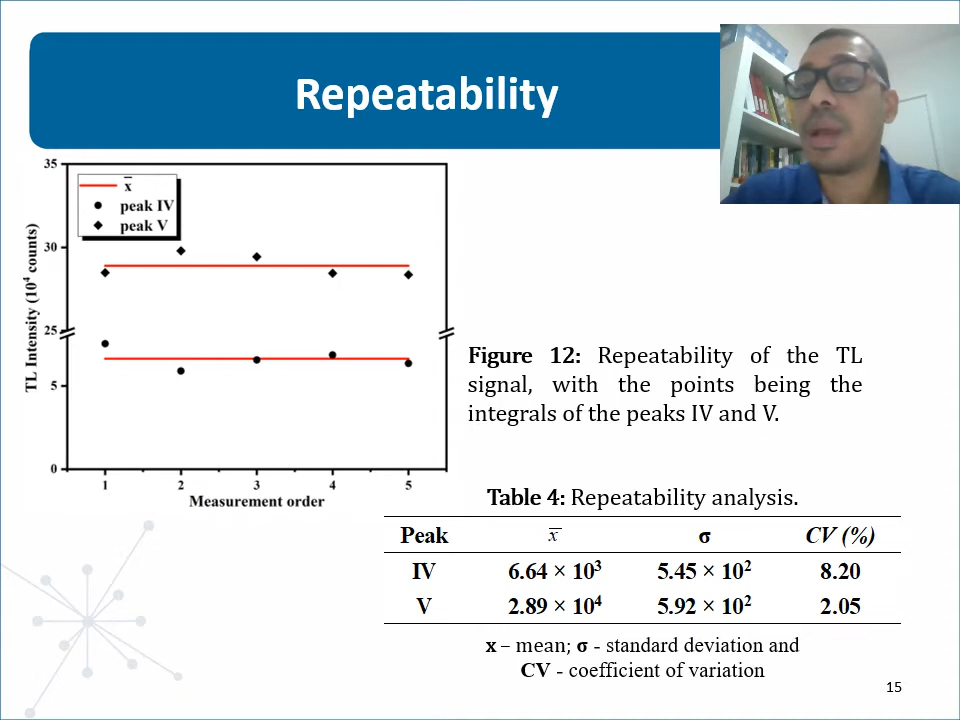 Repeatability
35
30
25
5
0
TL Intensity (10⁴ counts)
x̄
peak IV
peak V
1 2 3 4 5
Measurement order
Figure 12: Repeatability of the TL
signal, with the points being the
integrals of the peaks IV and V.
Table 4: Repeatability analysis.
Peak x̄ σ CV (%)
IV 6.64 × 10³ 5.45 × 10² 8.20
V 2.89 × 10⁴ 5.92 × 10² 2.05
x – mean; σ - standard deviation and
CV - coefficient of variation
15